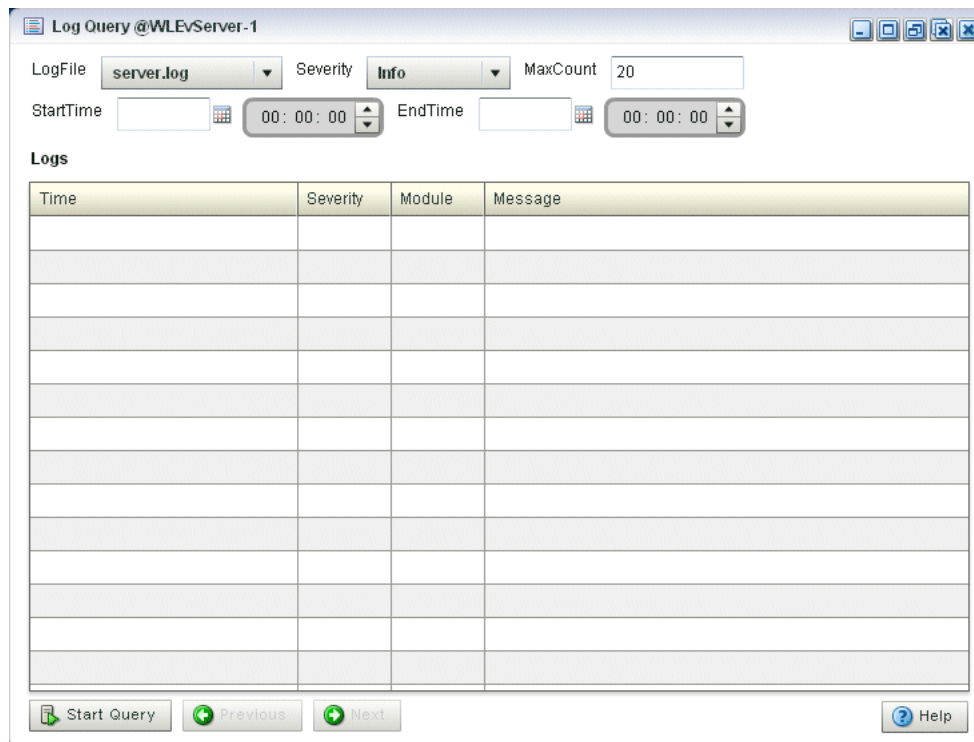 Log Query @WLEvServer-1
LogFile server.log Severity Info MaxCount 20
StartTime 00: 00: 00 EndTime 00: 00: 00
Logs
Time Severity Module Message
Start Query Previous Next Help